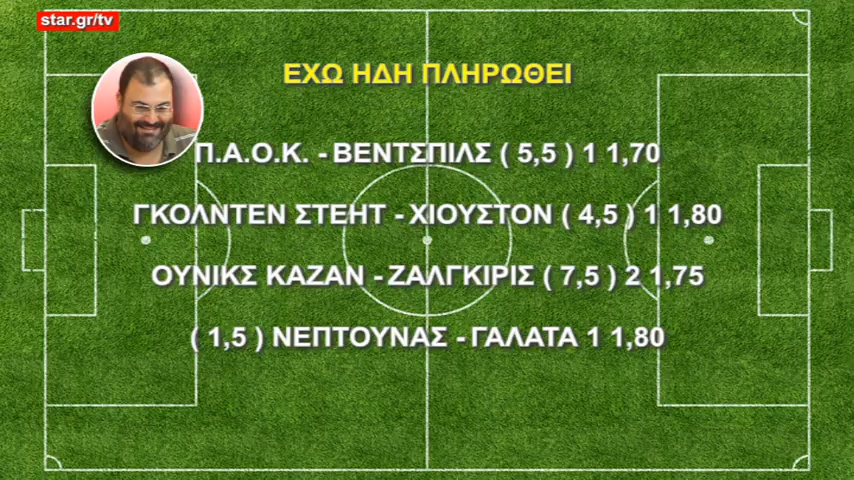 star.gr/tv
ΕΧΩ ΗΔΗ ΠΛΗΡΩΘΕΙ
Π.Α.Ο.Κ. - ΒΕΝΤΣΠΙΛΣ ( 5,5 ) 1 1,70
ΓΚΟΛΝΤΕΝ ΣΤΕΗΤ - ΧΙΟΥΣΤΟΝ ( 4,5 ) 1 1,80
ΟΥΝΙΚΣ ΚΑΖΑΝ - ΖΑΛΓΚΙΡΙΣ ( 7,5 ) 2 1,75
( 1,5 ) ΝΕΠΤΟΥΝΑΣ - ΓΑΛΑΤΑ 1 1,80